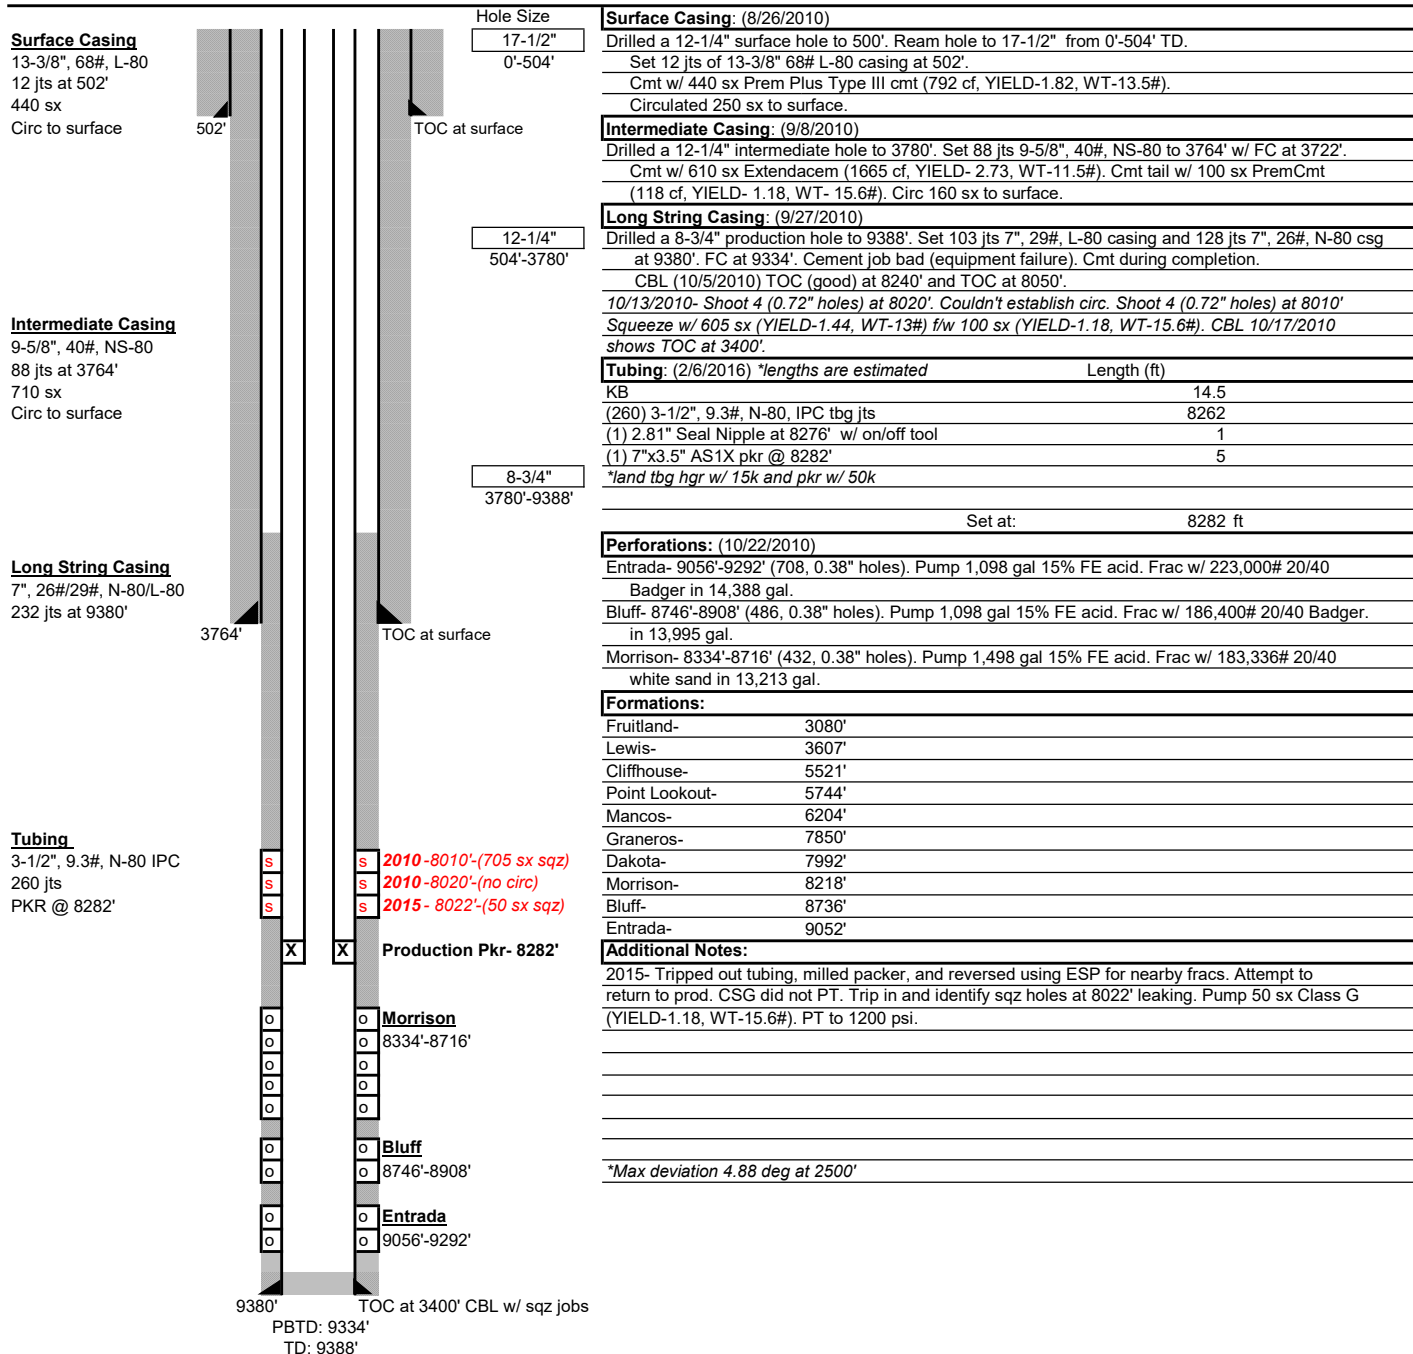 Hole Size
Surface Casing
13-3/8", 68#, L-80
12 jts at 502'
440 sx
Circ to surface
502'
TOC at surface
17-1/2"
0'-504'
12-1/4"
504'-3780'
Intermediate Casing
9-5/8", 40#, NS-80
88 jts at 3764'
710 sx
Circ to surface
8-3/4"
3780'-9388'
Long String Casing
7", 26#/29#, N-80/L-80
232 jts at 9380'
3764'
TOC at surface
Tubing
3-1/2", 9.3#, N-80 IPC
260 jts
PKR @ 8282'
s s 2010-8010'-(705 sx sqz)
s s 2010-8020'-(no circ)
s s 2015- 8022'-(50 sx sqz)
X X Production Pkr- 8282'
o o Morrison
o o 8334'-8716'
o o
o o
o o
o o Bluff
o o 8746'-8908'
o o Entrada
o o 9056'-9292'
9380'
TOC at 3400' CBL w/ sqz jobs
PBTD: 9334'
TD: 9388'
Surface Casing: (8/26/2010)
Drilled a 12-1/4" surface hole to 500'. Ream hole to 17-1/2" from 0'-504' TD.
Set 12 jts of 13-3/8" 68# L-80 casing at 502'.
Cmt w/ 440 sx Prem Plus Type III cmt (792 cf, YIELD-1.82, WT-13.5#).
Circulated 250 sx to surface.
Intermediate Casing: (9/8/2010)
Drilled a 12-1/4" intermediate hole to 3780'. Set 88 jts 9-5/8", 40#, NS-80 to 3764' w/ FC at 3722'.
Cmt w/ 610 sx Extendacem (1665 cf, YIELD- 2.73, WT-11.5#). Cmt tail w/ 100 sx PremCmt
(118 cf, YIELD- 1.18, WT- 15.6#). Circ 160 sx to surface.
Long String Casing: (9/27/2010)
Drilled a 8-3/4" production hole to 9388'. Set 103 jts 7", 29#, L-80 casing and 128 jts 7", 26#, N-80 csg
at 9380'. FC at 9334'. Cement job bad (equipment failure). Cmt during completion.
CBL (10/5/2010) TOC (good) at 8240' and TOC at 8050'.
10/13/2010- Shoot 4 (0.72" holes) at 8020'. Couldn't establish circ. Shoot 4 (0.72" holes) at 8010'
Squeeze w/ 605 sx (YIELD-1.44, WT-13#) f/w 100 sx (YIELD-1.18, WT-15.6#). CBL 10/17/2010
shows TOC at 3400'.
Tubing: (2/6/2016) *lengths are estimated Length (ft)
KB 14.5
(260) 3-1/2", 9.3#, N-80, IPC tbg jts 8262
(1) 2.81" Seal Nipple at 8276' w/ on/off tool 1
(1) 7"x3.5" AS1X pkr @ 8282' 5
*land tbg hgr w/ 15k and pkr w/ 50k
Set at: 8282 ft
Perforations: (10/22/2010)
Entrada- 9056'-9292' (708, 0.38" holes). Pump 1,098 gal 15% FE acid. Frac w/ 223,000# 20/40
Badger in 14,388 gal.
Bluff- 8746'-8908' (486, 0.38" holes). Pump 1,098 gal 15% FE acid. Frac w/ 186,400# 20/40 Badger.
in 13,995 gal.
Morrison- 8334'-8716' (432, 0.38" holes). Pump 1,498 gal 15% FE acid. Frac w/ 183,336# 20/40
white sand in 13,213 gal.
Formations:
Fruitland- 3080'
Lewis- 3607'
Cliffhouse- 5521'
Point Lookout- 5744'
Mancos- 6204'
Graneros- 7850'
Dakota- 7992'
Morrison- 8218'
Bluff- 8736'
Entrada- 9052'
Additional Notes:
2015- Tripped out tubing, milled packer, and reversed using ESP for nearby fracs. Attempt to
return to prod. CSG did not PT. Trip in and identify sqz holes at 8022' leaking. Pump 50 sx Class G
(YIELD-1.18, WT-15.6#). PT to 1200 psi.
*Max deviation 4.88 deg at 2500'